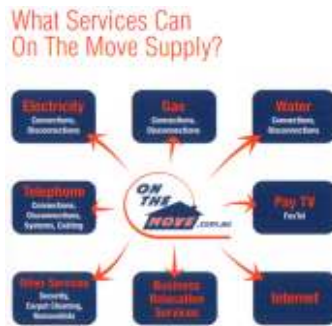 What Services Can
On The Move Supply?
Electricity
Connections,
Disconnections
Gas
Connections,
Disconnections
Water
Connections,
Disconnections
Telephone
Connections,
Disconnections,
Systems, Cabling
ON
THE
MOVE.com.au
Pay TV
FoxTel
Other Services
Security,
Carpet Cleaning,
Removalists
Business
Relocation
Services
Internet